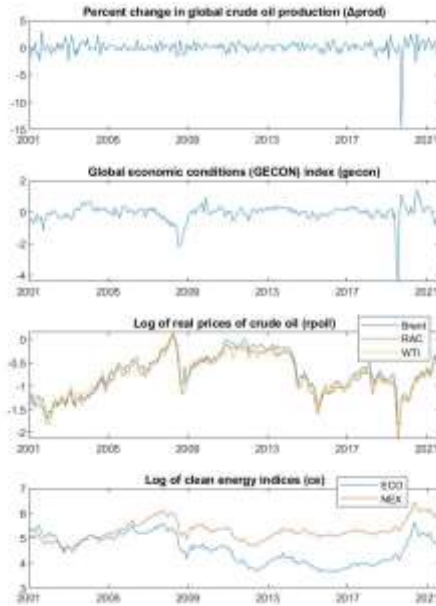 Percent change in global crude oil production (Δprod)
5
0
-5
-10
-15
2001 2005 2009 2013 2017 2021
Global economic conditions (GECON) index (gecon)
2
0
-2
-4
2001 2005 2009 2013 2017 2021
Log of real prices of crude oil (rpoil)
Brent
RAC
WTI
0
-0.5
-1
-1.5
-2
2001 2005 2009 2013 2017 2021
Log of clean energy indices (ce)
ECO
NEX
7
6
5
4
3
2001 2005 2009 2013 2017 2021